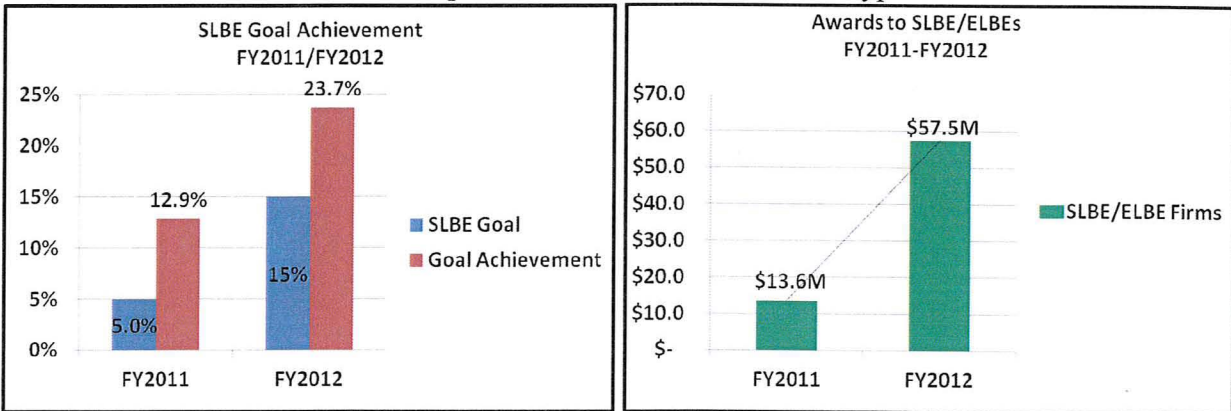 SLBE Goal Achievement
FY2011/FY2012
25%
20%
15%
10%
5%
0%
5.0%
12.9%
15%
23.7%
FY2011
FY2012
SLBE Goal
Goal Achievement
Awards to SLBE/ELBEs
FY2011-FY2012
$70.0
$60.0
$50.0
$40.0
$30.0
$20.0
$10.0
$-
$13.6M
$57.5M
FY2011
FY2012
SLBE/ELBE Firms